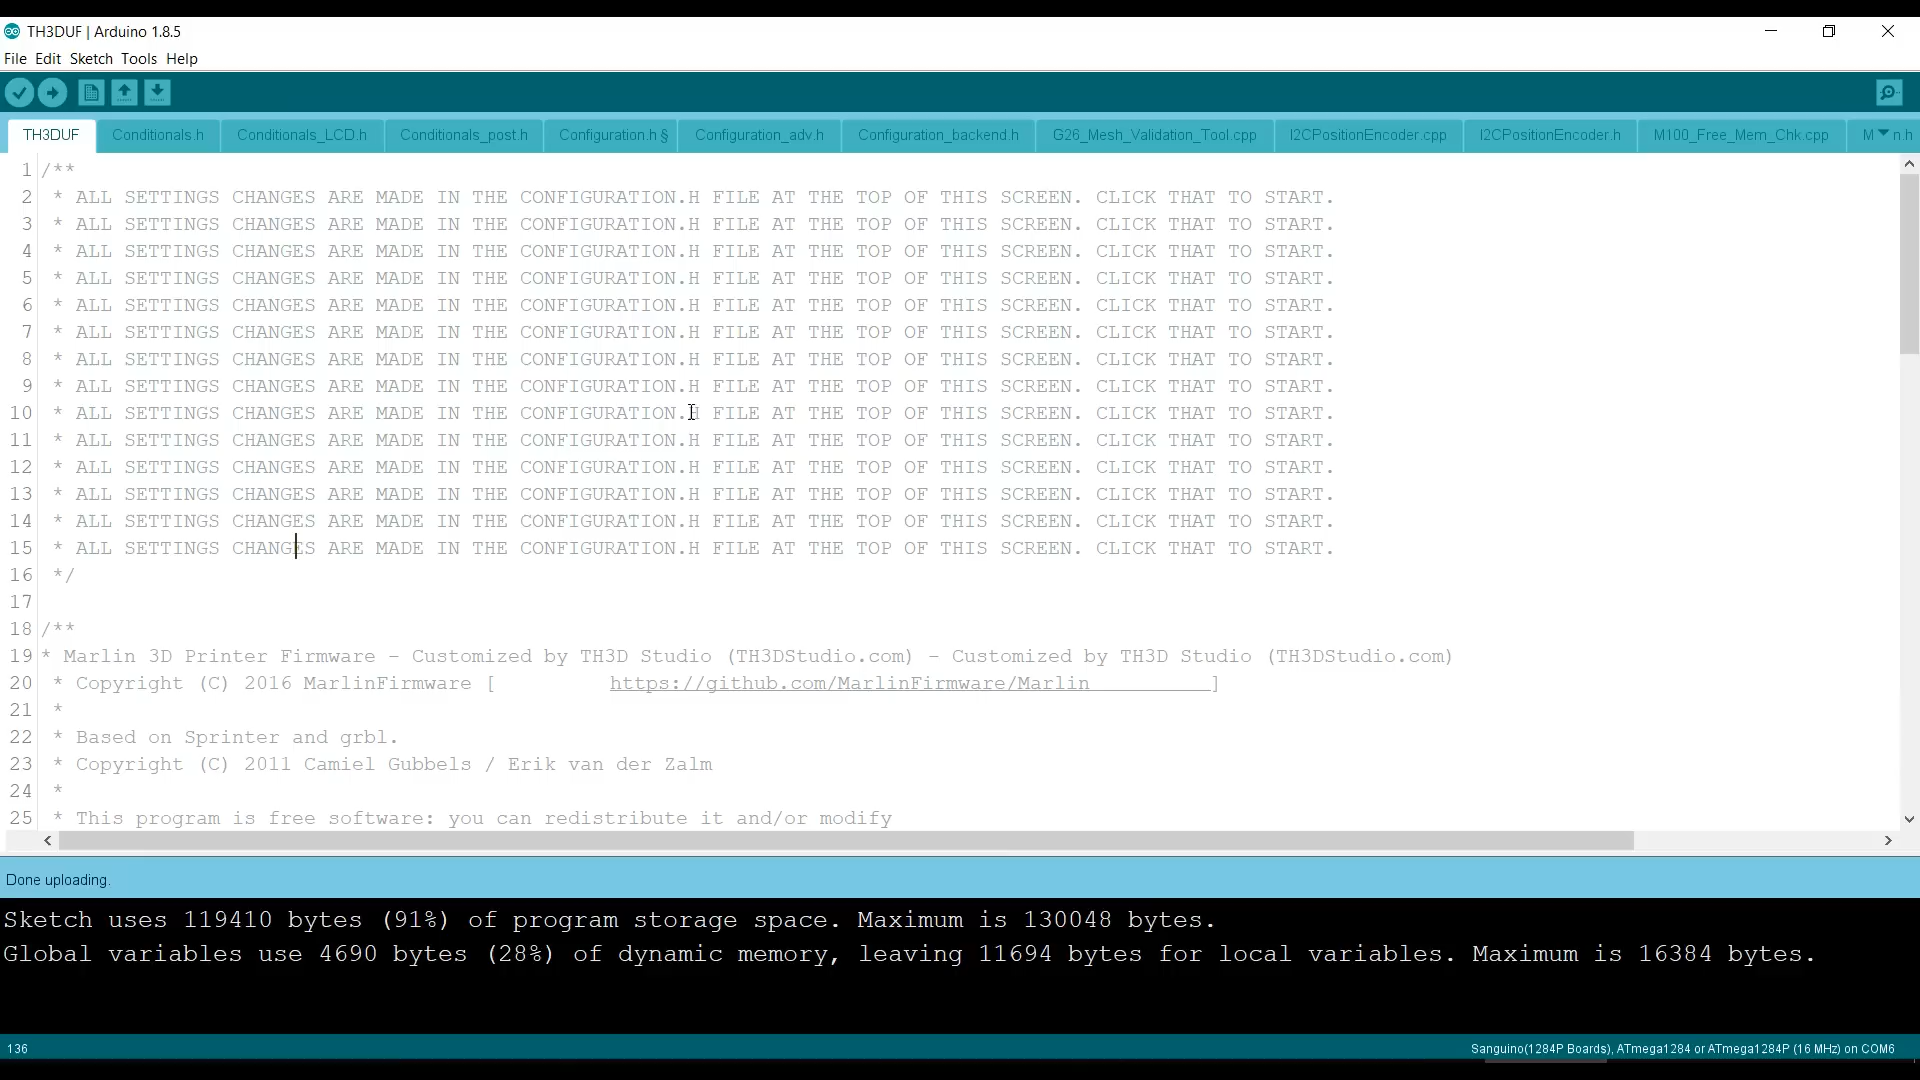 TH3DUF | Arduino 1.8.5
File Edit Sketch Tools Help
TH3DUF Conditionals.h Conditionals_LCD.h Conditionals_post.h Configuration.h § Configuration_adv.h Configuration_backend.h G26_Mesh_Validation_Tool.cpp I2CPositionEncoder.cpp I2CPositionEncoder.h M100_Free_Mem_Chk.cpp M n.h
1 /**
2 * ALL SETTINGS CHANGES ARE MADE IN THE CONFIGURATION.H FILE AT THE TOP OF THIS SCREEN. CLICK THAT TO START.
3 * ALL SETTINGS CHANGES ARE MADE IN THE CONFIGURATION.H FILE AT THE TOP OF THIS SCREEN. CLICK THAT TO START.
4 * ALL SETTINGS CHANGES ARE MADE IN THE CONFIGURATION.H FILE AT THE TOP OF THIS SCREEN. CLICK THAT TO START.
5 * ALL SETTINGS CHANGES ARE MADE IN THE CONFIGURATION.H FILE AT THE TOP OF THIS SCREEN. CLICK THAT TO START.
6 * ALL SETTINGS CHANGES ARE MADE IN THE CONFIGURATION.H FILE AT THE TOP OF THIS SCREEN. CLICK THAT TO START.
7 * ALL SETTINGS CHANGES ARE MADE IN THE CONFIGURATION.H FILE AT THE TOP OF THIS SCREEN. CLICK THAT TO START.
8 * ALL SETTINGS CHANGES ARE MADE IN THE CONFIGURATION.H FILE AT THE TOP OF THIS SCREEN. CLICK THAT TO START.
9 * ALL SETTINGS CHANGES ARE MADE IN THE CONFIGURATION.H FILE AT THE TOP OF THIS SCREEN. CLICK THAT TO START.
10 * ALL SETTINGS CHANGES ARE MADE IN THE CONFIGURATION.H FILE AT THE TOP OF THIS SCREEN. CLICK THAT TO START.
11 * ALL SETTINGS CHANGES ARE MADE IN THE CONFIGURATION.H FILE AT THE TOP OF THIS SCREEN. CLICK THAT TO START.
12 * ALL SETTINGS CHANGES ARE MADE IN THE CONFIGURATION.H FILE AT THE TOP OF THIS SCREEN. CLICK THAT TO START.
13 * ALL SETTINGS CHANGES ARE MADE IN THE CONFIGURATION.H FILE AT THE TOP OF THIS SCREEN. CLICK THAT TO START.
14 * ALL SETTINGS CHANGES ARE MADE IN THE CONFIGURATION.H FILE AT THE TOP OF THIS SCREEN. CLICK THAT TO START.
15 * ALL SETTINGS CHANGES ARE MADE IN THE CONFIGURATION.H FILE AT THE TOP OF THIS SCREEN. CLICK THAT TO START.
16 */
17
18 /**
19 * Marlin 3D Printer Firmware - Customized by TH3D Studio (TH3DStudio.com) - Customized by TH3D Studio (TH3DStudio.com)
20 * Copyright (C) 2016 MarlinFirmware [ https://github.com/MarlinFirmware/Marlin ]
21 *
22 * Based on Sprinter and grbl.
23 * Copyright (C) 2011 Camiel Gubbels / Erik van der Zalm
24 *
25 * This program is free software: you can redistribute it and/or modify
Done uploading.
Sketch uses 119410 bytes (91%) of program storage space. Maximum is 130048 bytes.
Global variables use 4690 bytes (28%) of dynamic memory, leaving 11694 bytes for local variables. Maximum is 16384 bytes.
136 Sanguino(1284P Boards), ATmega1284 or ATmega1284P (16 MHz) on COM6